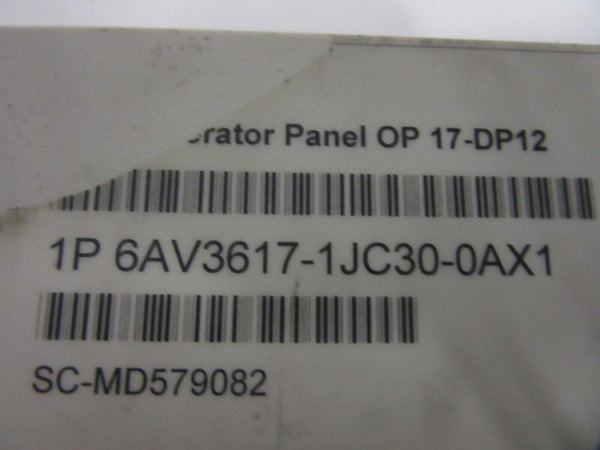 erator Panel OP 17-DP12
1P 6AV3617-1JC30-0AX1
SC-MD579082